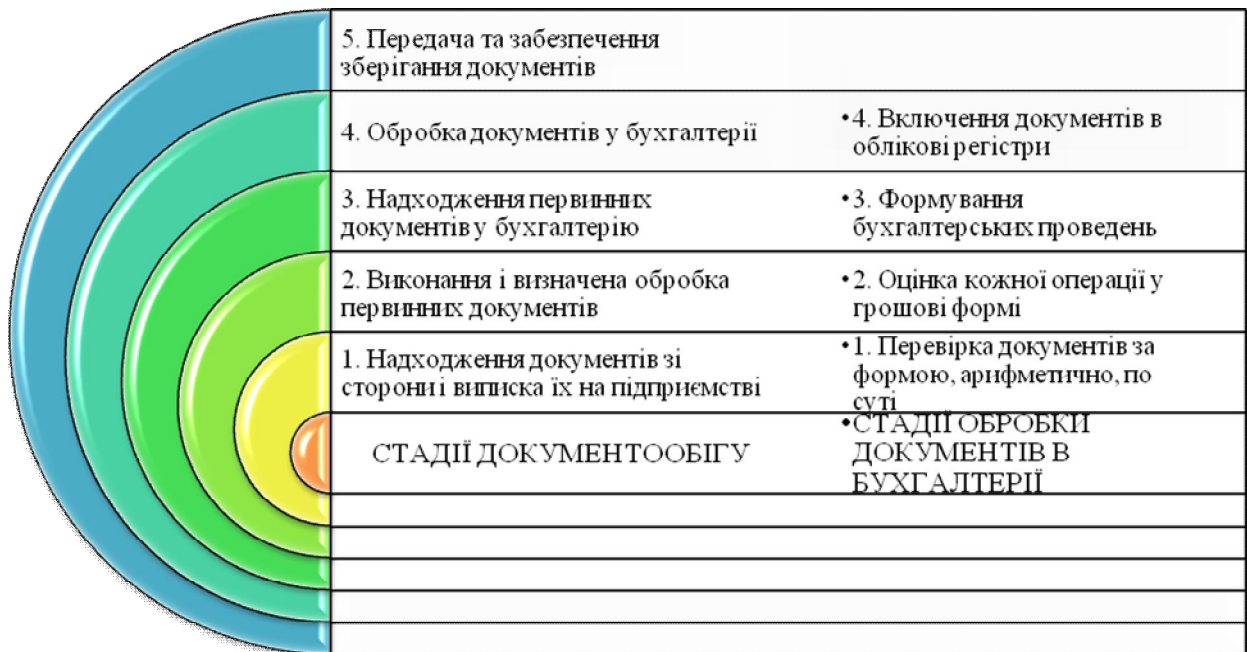 5. Передача та забезпечення
зберігання документів
4. Обробка документів у бухгалтерії
•4. Включення документів в
облікові регістри
3. Надходження первинних
документів у бухгалтерію
•3. Формування
бухгалтерських проведень
2. Виконання і визначена обробка
первинних документів
•2. Оцінка кожної операції у
грошові формі
1. Надходження документів зі
сторони і виписка їх на підприємстві
•1. Перевірка документів за
формою, арифметично, по
суті
СТАДІЇ ДОКУМЕНТООБІГУ
•СТАДІЇ ОБРОБКИ
ДОКУМЕНТІВ В
БУХГАЛТЕРІЇ